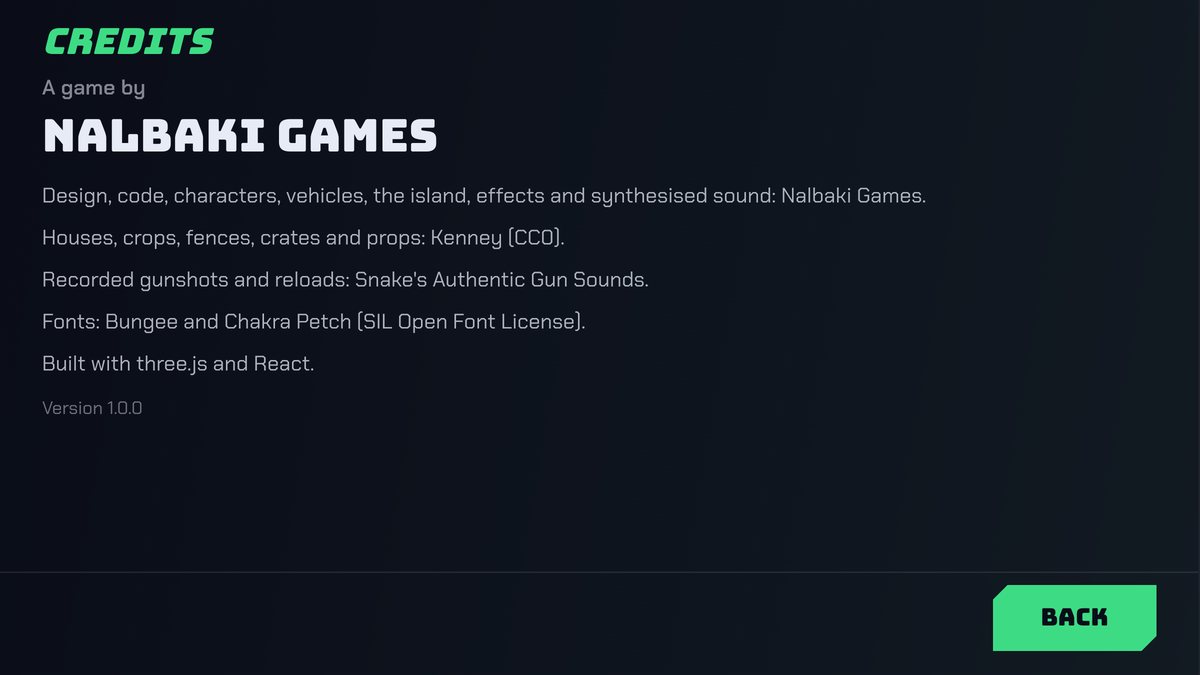 CREDITS
A game by
NALBAKI GAMES
Design, code, characters, vehicles, the island, effects and synthesised sound: Nalbaki Games.
Houses, crops, fences, crates and props: Kenney (CC0).
Recorded gunshots and reloads: Snake's Authentic Gun Sounds.
Fonts: Bungee and Chakra Petch (SIL Open Font License).
Built with three.js and React.
Version 1.0.0
BACK